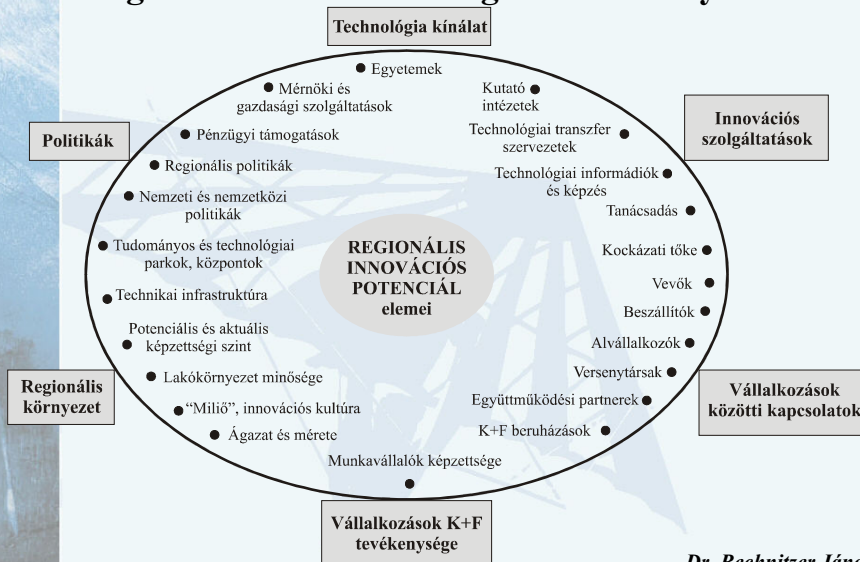 Technológia kínálat
Egyetemek
Mérnöki és
gazdasági szolgáltatások
Kutató
intézetek
Politikák
Pénzügyi támogatások
Technológiai transzfer
szervezetek
Innovációs
szolgáltatások
Regionális politikák
Technológiai informádiók
és képzés
Nemzeti és nemzetközi
politikák
Tanácsadás
Tudományos és technológiai
parkok, központok
REGIONÁLIS
INNOVÁCIÓS
POTENCIÁL
elemei
Kockázati tőke
Technikai infrastruktúra
Vevők
Beszállítók
Potenciális és aktuális
képzettségi szint
Alvállalkozók
Regionális
környezet
Lakókörnyezet minősége
Versenytársak
Vállalkozások
közötti kapcsolatok
“Miliő”, innovációs kultúra
Együttműködési partnerek
Ágazat és mérete
K+F beruházások
Munkavállalók képzettsége
Vállalkozások K+F
tevékenysége
Dr. Rechnitzer János